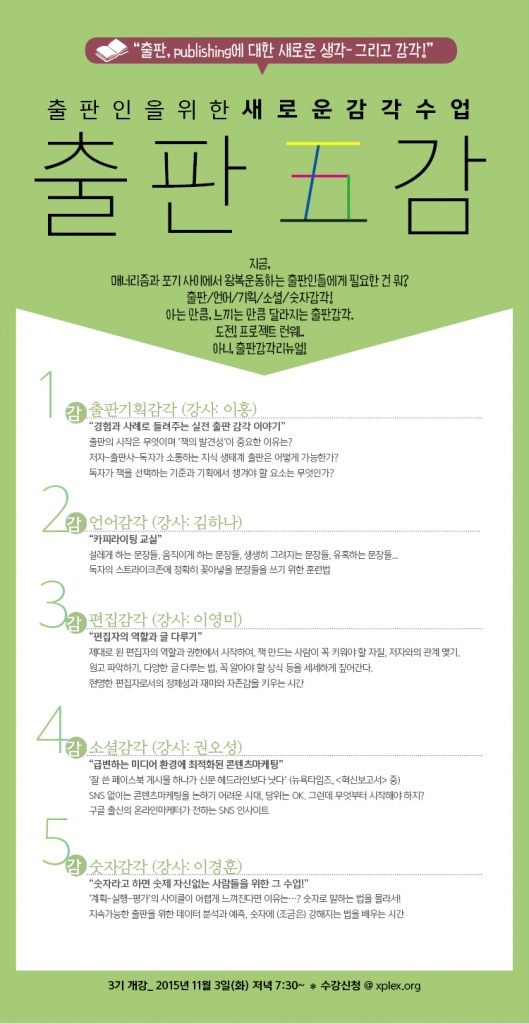 “출판, publishing에 대한 새로운 생각- 그리고 감각!”
출판인을위한새로운감각수업
출판五감
지금,
매너리즘과 포기 사이에서 왕복운동하는 출판인들에게 필요한 건 뭐?
출판/언어/기획/소셜/숫자감각!
아는 만큼, 느끼는 만큼 달라지는 출판감각.
도전! 프로젝트 런웨..
아니, 출판감각리뉴얼!
1감 출판기획감각 (강사: 이홍)
“경험과 사례로 들려주는 실전 출판 감각 이야기”
출판의 시작은 무엇이며 ‘책의 발견성’이 중요한 이유는?
저자-출판사-독자가 소통하는 지식 생태계 출판은 어떻게 가능한가?
독자가 책을 선택하는 기준과 기획에서 챙겨야 할 요소는 무엇인가?
2감 언어감각 (강사: 김하나)
“카피라이팅 교실”
설레게 하는 문장들, 움직이게 하는 문장들, 생생히 그려지는 문장들, 유혹하는 문장들...
독자의 스트라이크존에 정확히 꽂아넣을 문장들을 쓰기 위한 훈련법
3감 편집감각 (강사: 이영미)
“편집자의 역할과 글 다루기”
제대로 된 편집자의 역할과 권한에서 시작하여, 책 만드는 사람이 꼭 키워야 할 자질, 저자와의 관계 맺기,
원고 파악하기, 다양한 글 다루는 법, 꼭 알아야 할 상식 등을 세세하게 짚어간다.
현명한 편집자로서의 정체성과 재미와 자존감을 키우는 시간
4감 소셜감각 (강사: 권오성)
“급변하는 미디어 환경에 최적화된 콘텐츠마케팅”
‘잘 쓴 페이스북 게시물 하나가 신문 헤드라인보다 낫다’ (뉴욕타임즈, <혁신보고서> 중)
SNS 없이는 콘텐츠마케팅을 논하기 어려운 시대, 당위는 OK. 그런데 무엇부터 시작해야 하지?
구글 출신의 온라인마케터가 전하는 SNS 인사이트
5감 숫자감각 (강사: 이경훈)
“숫자라고 하면 숫제 자신없는 사람들을 위한 그 수업!”
‘계획-실행-평가’의 사이클이 어렵게 느껴진다면 이유는…? 숫자로 말하는 법을 몰라서!
지속가능한 출판을 위한 데이터 분석과 예측, 숫자에 (조금은) 강해지는 법을 배우는 시간
3기 개강_ 2015년 11월 3일(화) 저녁 7:30~ * 수강신청 @ xplex.org